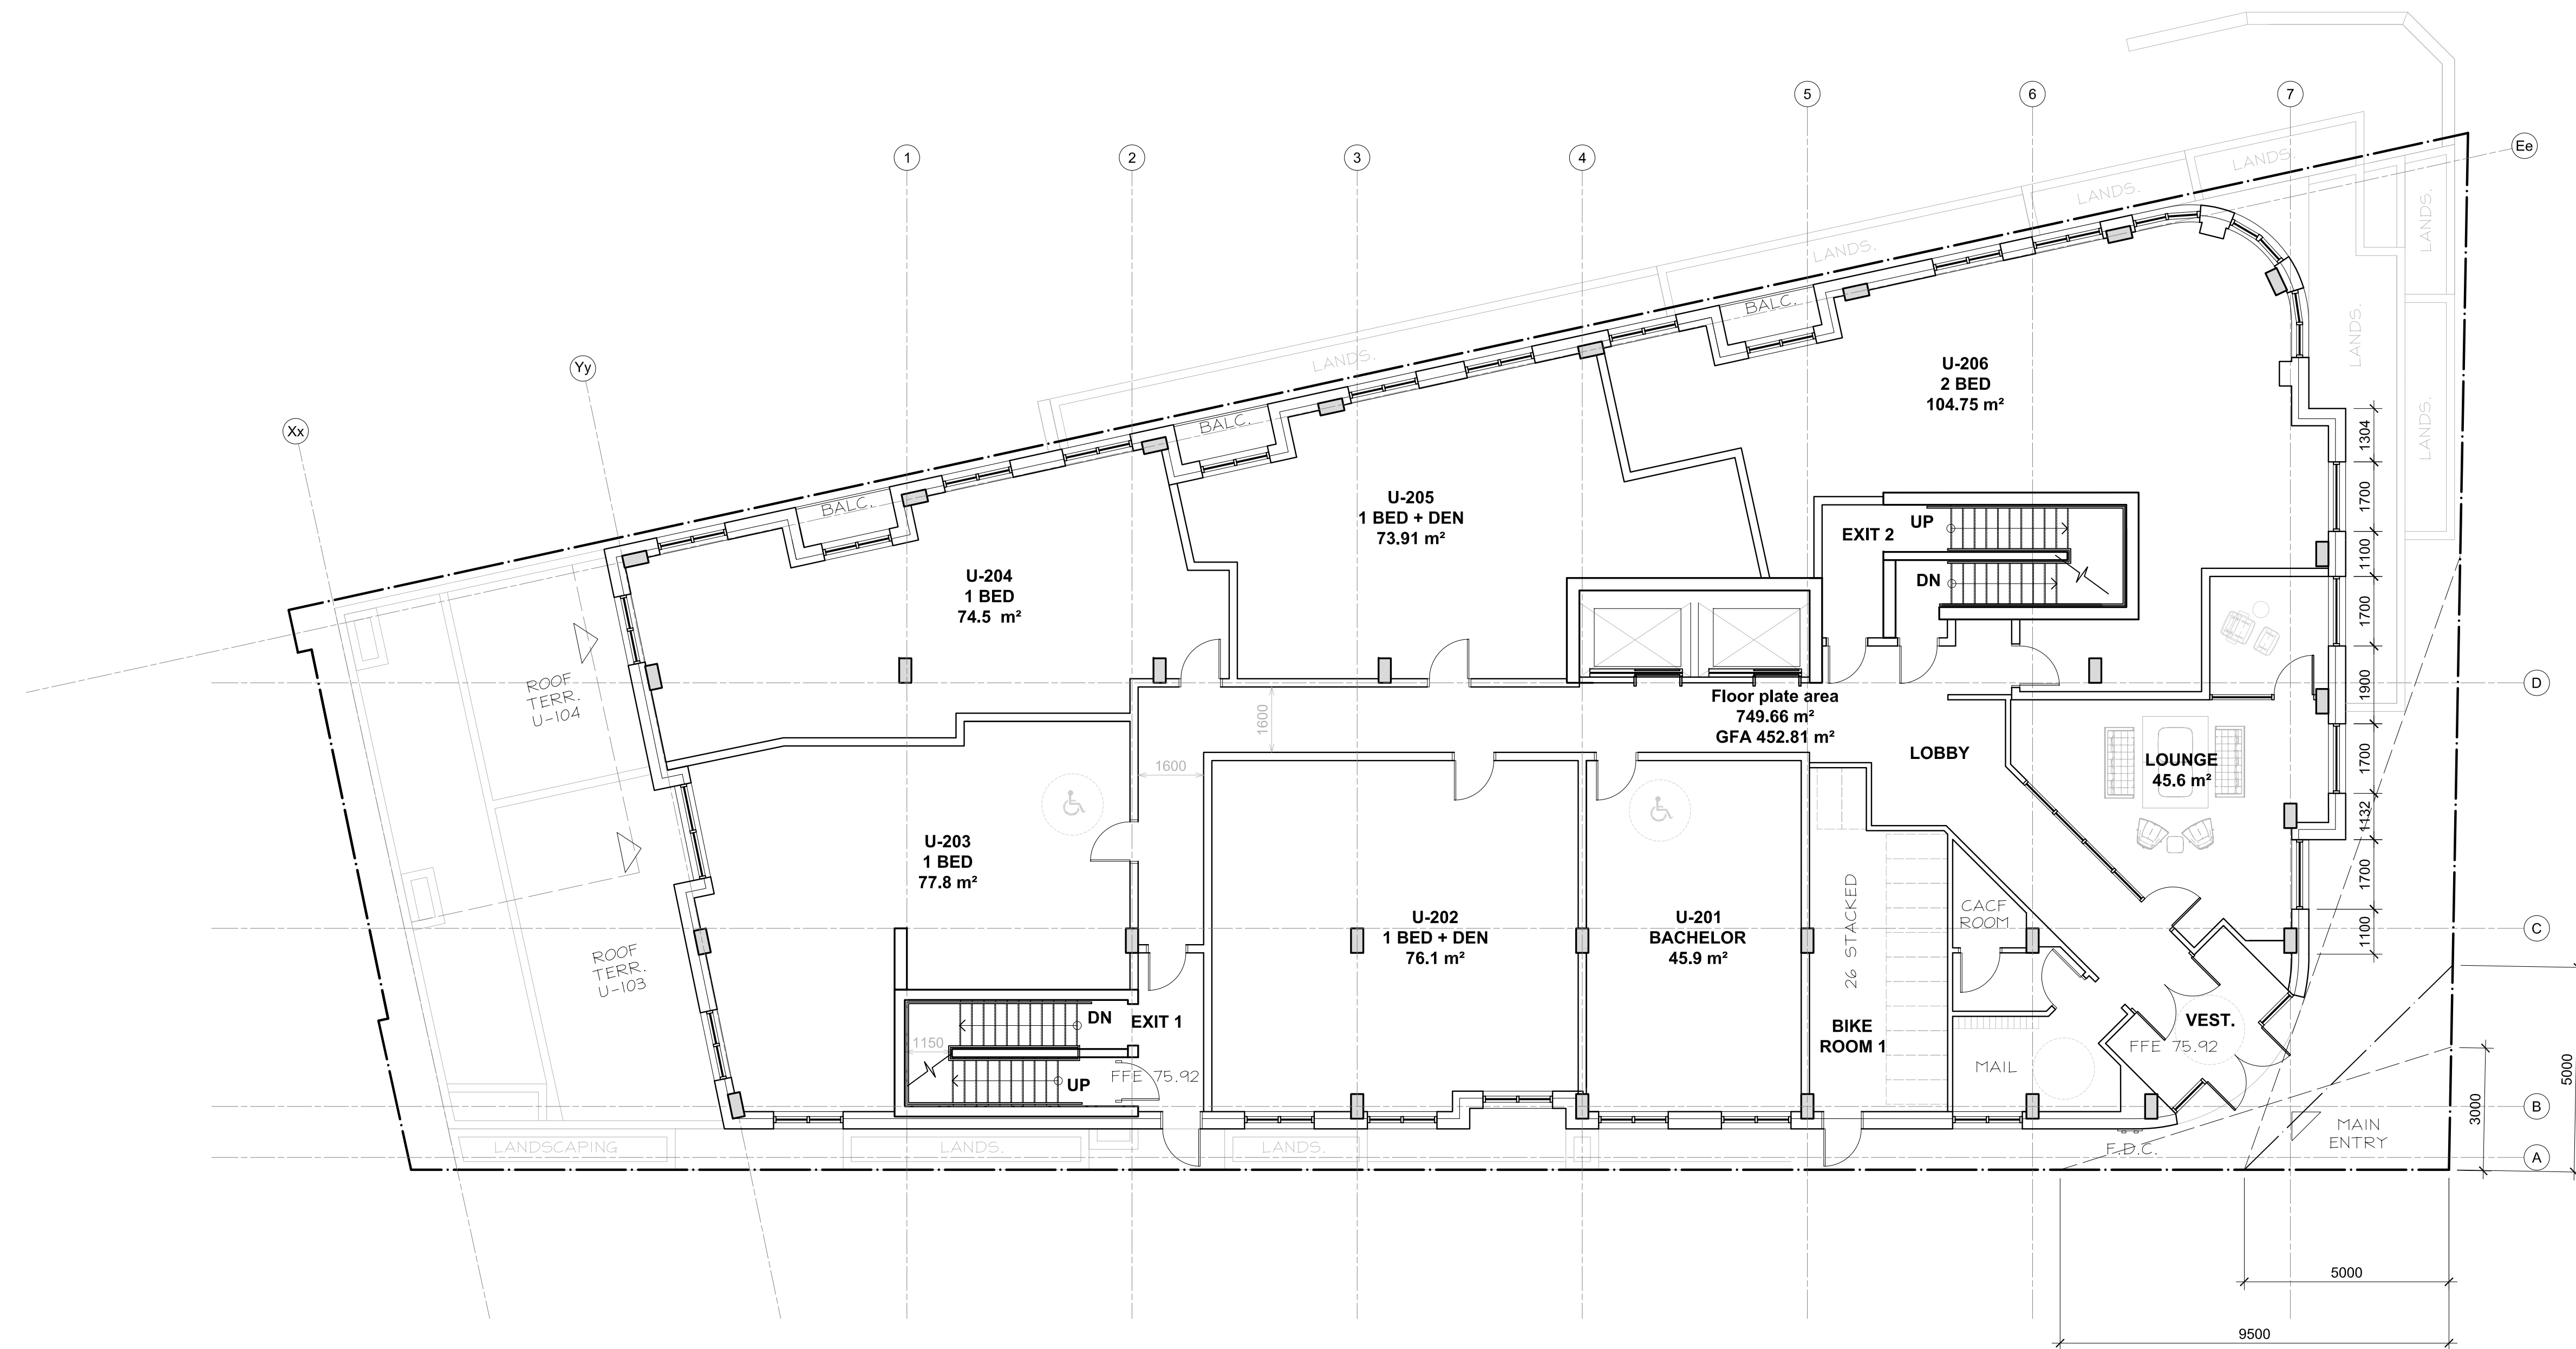 5
6
7
1
2
3
4
Ee
LANDS.
LANDS.
LANDS.
LANDS.
LANDS.
LANDS.
LANDS.
LANDS.
BALC.
BALC.
BALC.
Yy
Xx
U-206
2 BED
104.75 m²
U-205
1 BED + DEN
73.91 m²
U-204
1 BED
74.5 m²
EXIT 2
UP
DN
1304
1700
1100
1700
1900
1700
1132
1700
1100
ROOF
TERR.
U-104
D
Floor plate area
749.66 m²
GFA 452.81 m²
1600
1600
LOBBY
LOUNGE
45.6 m²
U-203
1 BED
77.8 m²
U-202
1 BED + DEN
76.1 m²
U-201
BACHELOR
45.9 m²
26 STACKED
CACF
ROOM
C
ROOF
TERR.
U-103
DN
EXIT 1
1150
UP
FFE 75.92
BIKE
ROOM 1
MAIL
VEST.
FFE 75.92
5000
3000
B
LANDSCAPING
LANDS.
LANDS.
F.D.C.
MAIN
ENTRY
A
5000
9500